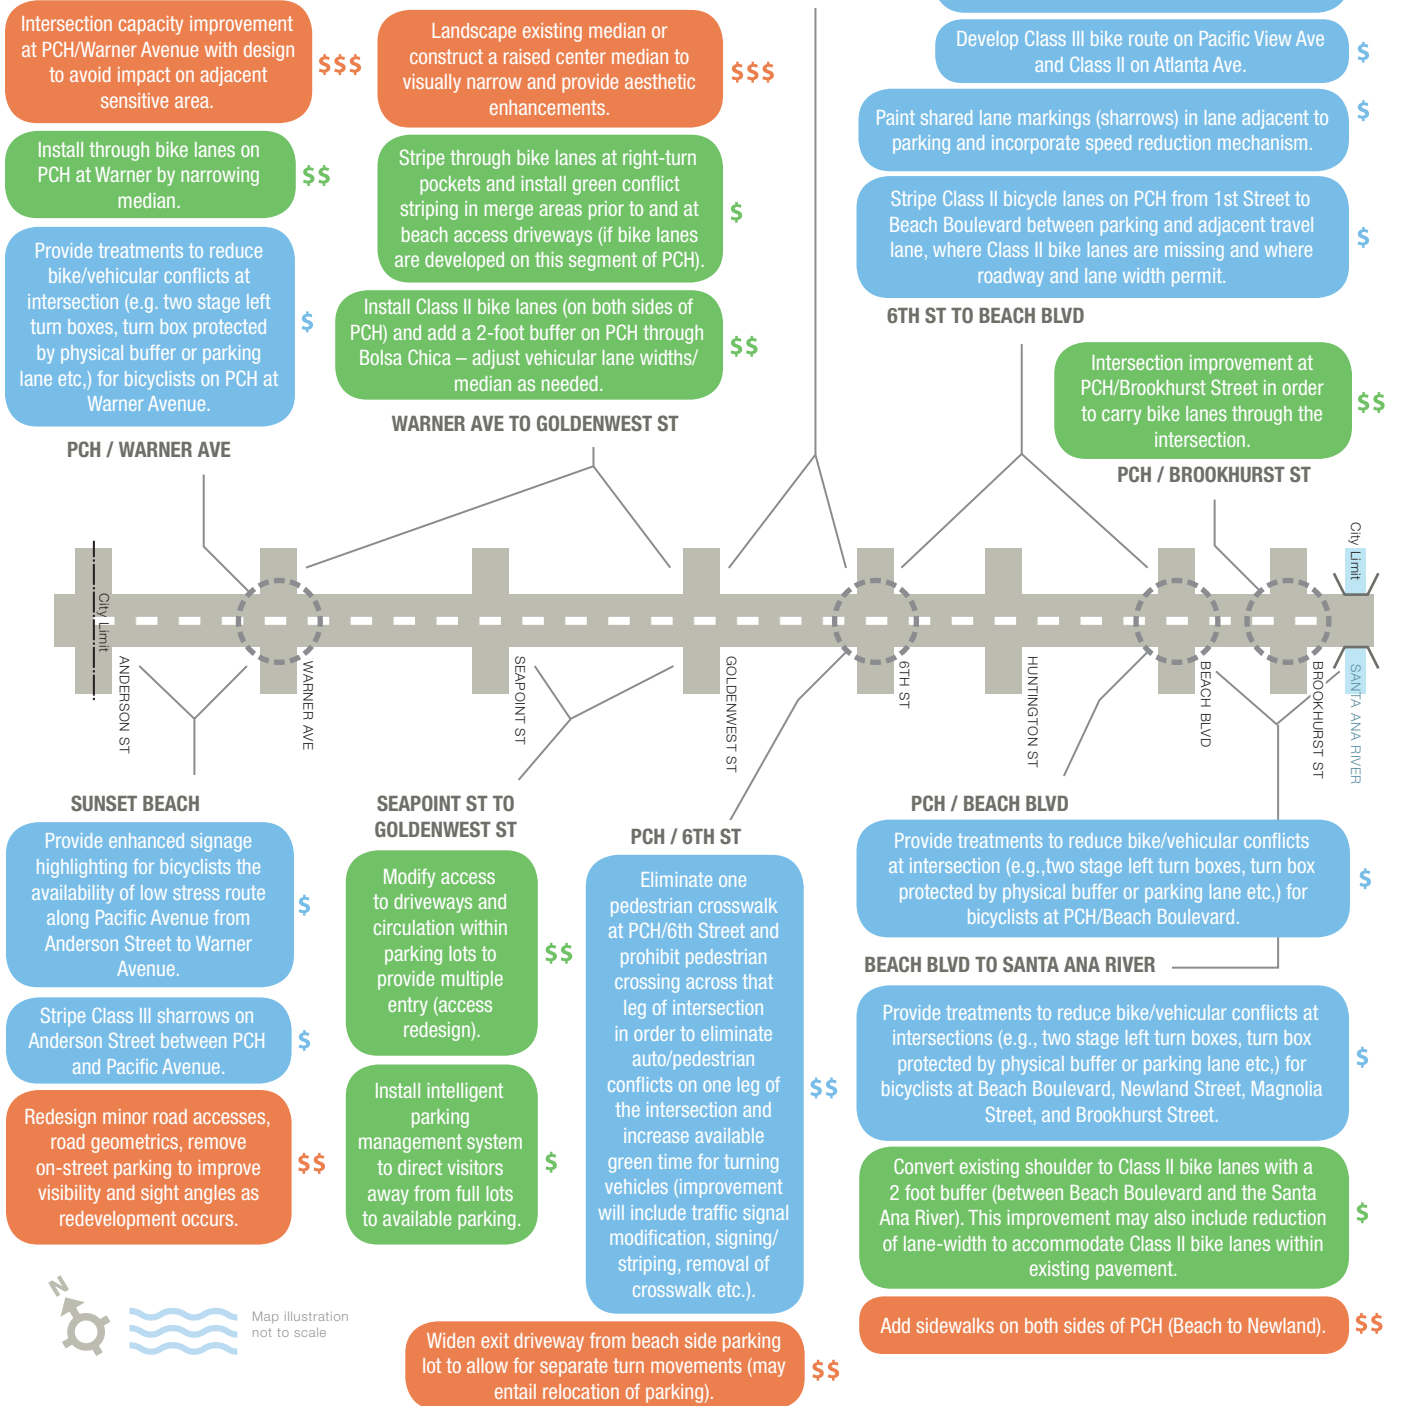 Intersection capacity improvement
at PCH/Warner Avenue with design
to avoid impact on adjacent
sensitive area.
$$$
Install through bike lanes on
PCH at Warner by narrowing
median.
$$
Provide treatments to reduce
bike/vehicular conflicts at
intersection (e.g. two stage left
turn boxes, turn box protected
by physical buffer or parking
lane etc,) for bicyclists on PCH at
Warner Avenue.
$
PCH / WARNER AVE
Landscape existing median or
construct a raised center median to
visually narrow and provide aesthetic
enhancements.
$$$
Stripe through bike lanes at right-turn
pockets and install green conflict
striping in merge areas prior to and at
beach access driveways (if bike lanes
are developed on this segment of PCH).
$
Install Class II bike lanes (on both sides of
PCH) and add a 2-foot buffer on PCH through
Bolsa Chica – adjust vehicular lane widths/
median as needed.
$$
WARNER AVE TO GOLDENWEST ST
Develop Class III bike route on Pacific View Ave
and Class II on Atlanta Ave.
$
Paint shared lane markings (sharrows) in lane adjacent to
parking and incorporate speed reduction mechanism.
$
Stripe Class II bicycle lanes on PCH from 1st Street to
Beach Boulevard between parking and adjacent travel
lane, where Class II bike lanes are missing and where
roadway and lane width permit.
$
6TH ST TO BEACH BLVD
Intersection improvement at
PCH/Brookhurst Street in order
to carry bike lanes through the
intersection.
$$
PCH / BROOKHURST ST
City Limit
City Limit
ANDERSON ST
WARNER AVE
SEAPOINT ST
GOLDENWEST ST
6TH ST
HUNTINGTON ST
BEACH BLVD
BROOKHURST ST
SANTA ANA RIVER
SUNSET BEACH
Provide enhanced signage
highlighting for bicyclists the
availability of low stress route
along Pacific Avenue from
Anderson Street to Warner
Avenue.
$
Stripe Class III sharrows on
Anderson Street between PCH
and Pacific Avenue.
$
Redesign minor road accesses,
road geometrics, remove
on-street parking to improve
visibility and sight angles as
redevelopment occurs.
$$
SEAPOINT ST TO
GOLDENWEST ST
Modify access
to driveways and
circulation within
parking lots to
provide multiple
entry (access
redesign).
$$
Install intelligent
parking
management system
to direct visitors
away from full lots
to available parking.
$
PCH / 6TH ST
Eliminate one
pedestrian crosswalk
at PCH/6th Street and
prohibit pedestrian
crossing across that
leg of intersection
in order to eliminate
auto/pedestrian
conflicts on one leg of
the intersection and
increase available
green time for turning
vehicles (improvement
will include traffic signal
modification, signing/
striping, removal of
crosswalk etc.).
$$
Widen exit driveway from beach side parking
lot to allow for separate turn movements (may
entail relocation of parking).
$$
PCH / BEACH BLVD
Provide treatments to reduce bike/vehicular conflicts
at intersection (e.g.,two stage left turn boxes, turn box
protected by physical buffer or parking lane etc,) for
bicyclists at PCH/Beach Boulevard.
$
BEACH BLVD TO SANTA ANA RIVER
Provide treatments to reduce bike/vehicular conflicts at
intersections (e.g., two stage left turn boxes, turn box
protected by physical buffer or parking lane etc,) for
bicyclists at Beach Boulevard, Newland Street, Magnolia
Street, and Brookhurst Street.
$
Convert existing shoulder to Class II bike lanes with a
2 foot buffer (between Beach Boulevard and the Santa
Ana River). This improvement may also include reduction
of lane-width to accommodate Class II bike lanes within
existing pavement.
$
Add sidewalks on both sides of PCH (Beach to Newland).
$$
N
Map illustration
not to scale